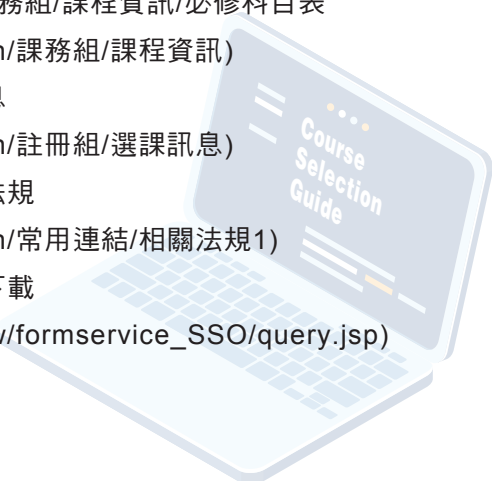 務組/課程資訊/必修科目表
/課務組/課程資訊)
/註冊組/選課訊息)
法規
/常用連結/相關法規1)
下載
/formservice_SSO/query.jsp)
Course
Selection
Guide